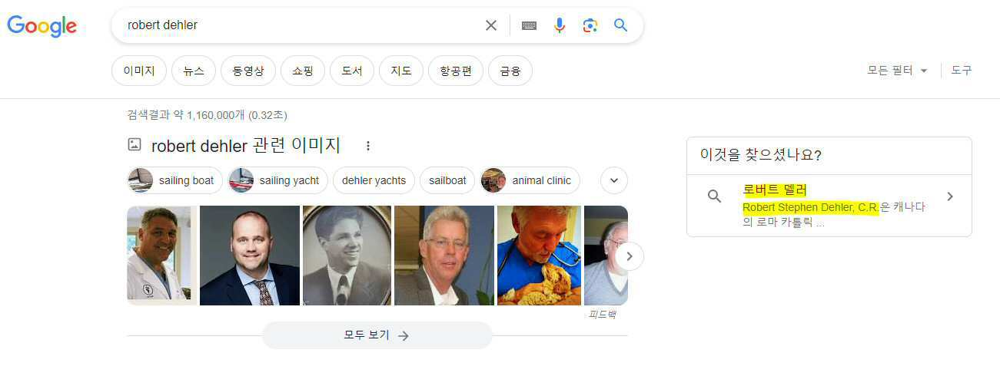 Google
robert dehler
이미지
뉴스
동영상
쇼핑
도서
지도
항공편
금융
모든 필터
도구
검색결과 약 1,160,000개 (0.32초)
robert dehler 관련 이미지
sailing boat
sailing yacht
dehler yachts
sailboat
animal clinic
피드백
모두 보기
이것을 찾으셨나요?
로버트 델러
Robert Stephen Dehler, C.R.은 캐나다
의 로마 카톨릭 ...